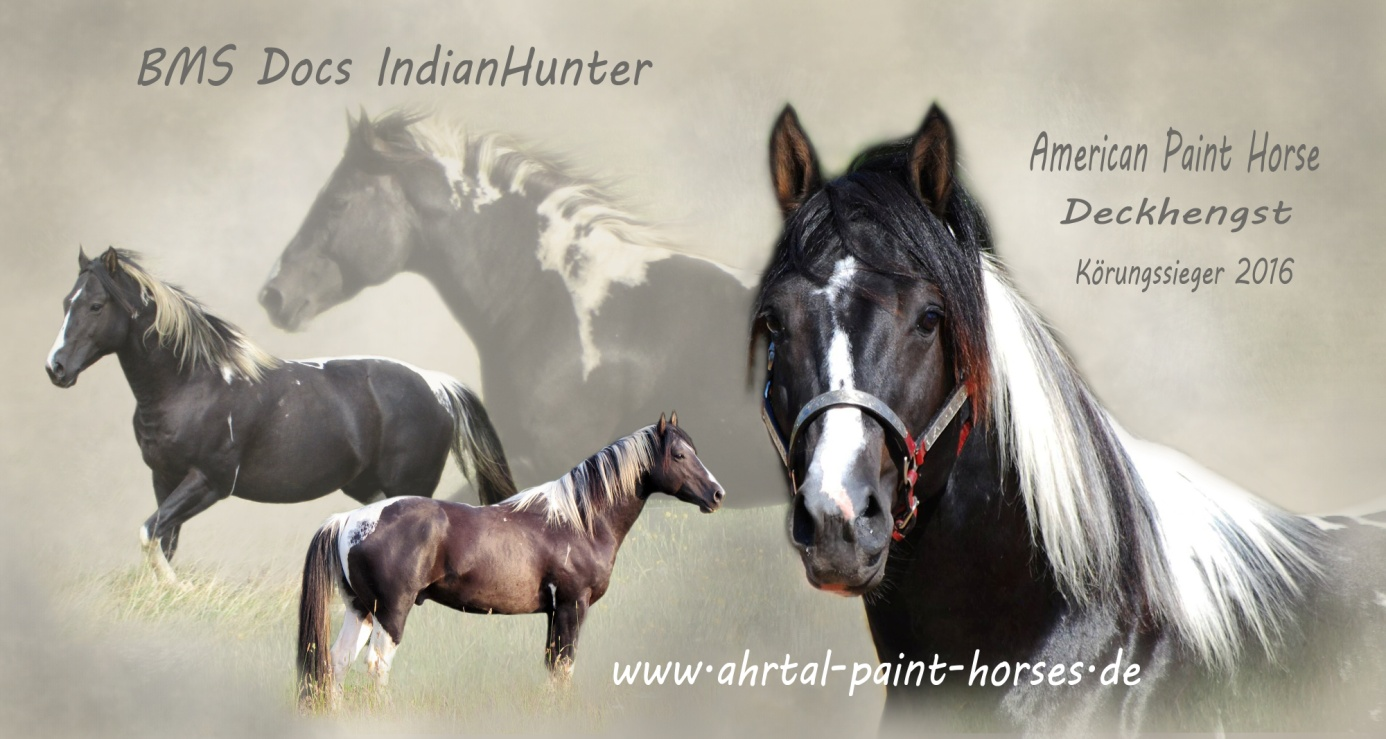 BMS Docs IndianHunter
American Paint Horse
Deckhengst
Körungssieger 2016
www.ahrtal-paint-horses.de